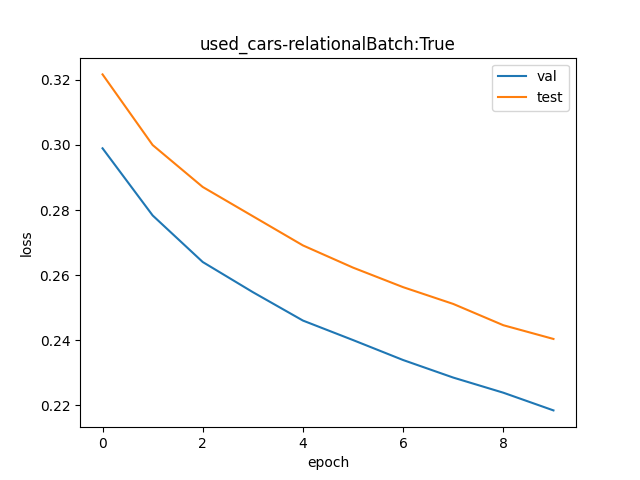 used_cars-relationalBatch:True
val
test
loss
0.32
0.30
0.28
0.26
0.24
0.22
0 2 4 6 8
epoch